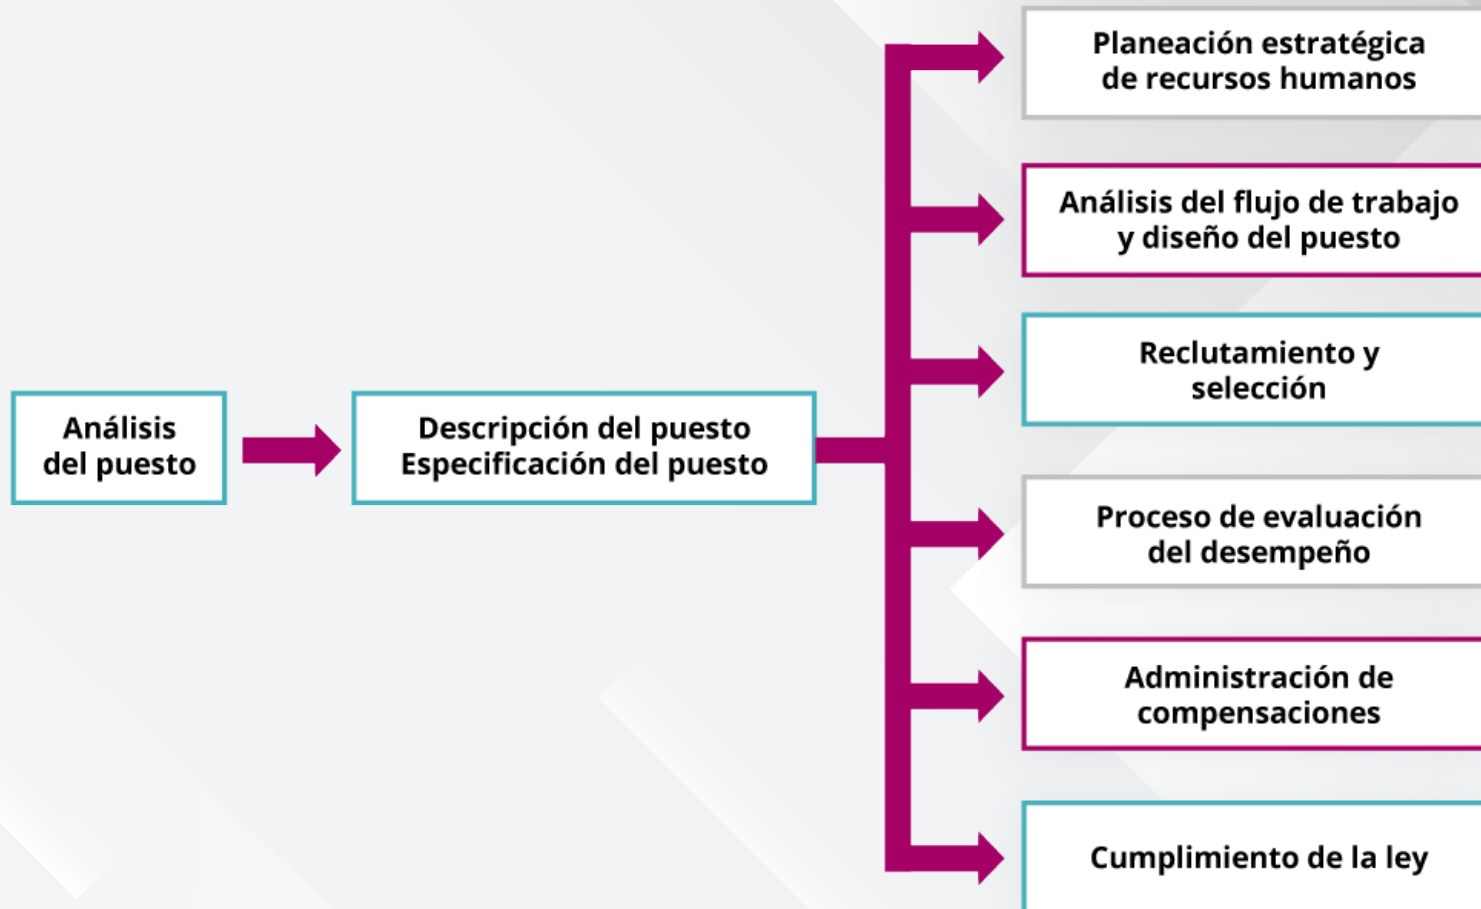 Análisis
del puesto
Descripción del puesto
Especificación del puesto
Planeación estratégica
de recursos humanos
Análisis del flujo de trabajo
y diseño del puesto
Reclutamiento y
selección
Proceso de evaluación
del desempeño
Administración de
compensaciones
Cumplimiento de la ley